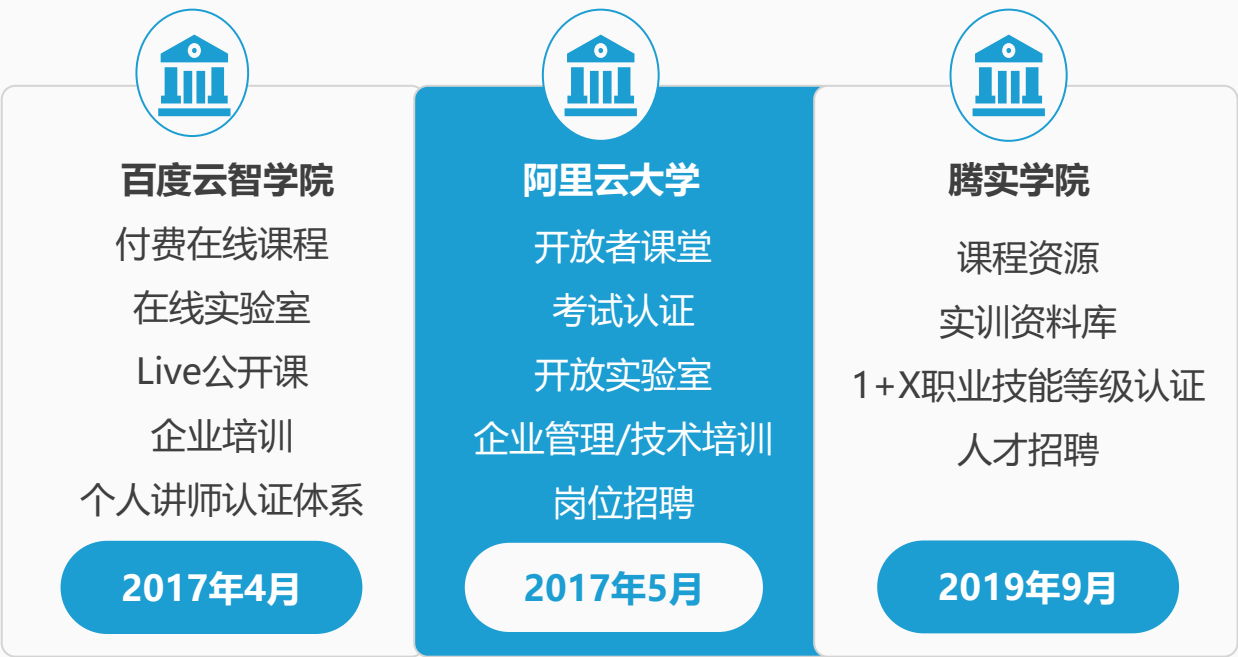 百度云智学院
付费在线课程
在线实验室
Live公开课
企业培训
个人讲师认证体系
2017年4月
阿里云大学
开放者课堂
考试认证
开放实验室
企业管理/技术培训
岗位招聘
2017年5月
腾实学院
课程资源
实训资料库
1+X职业技能等级认证
人才招聘
2019年9月